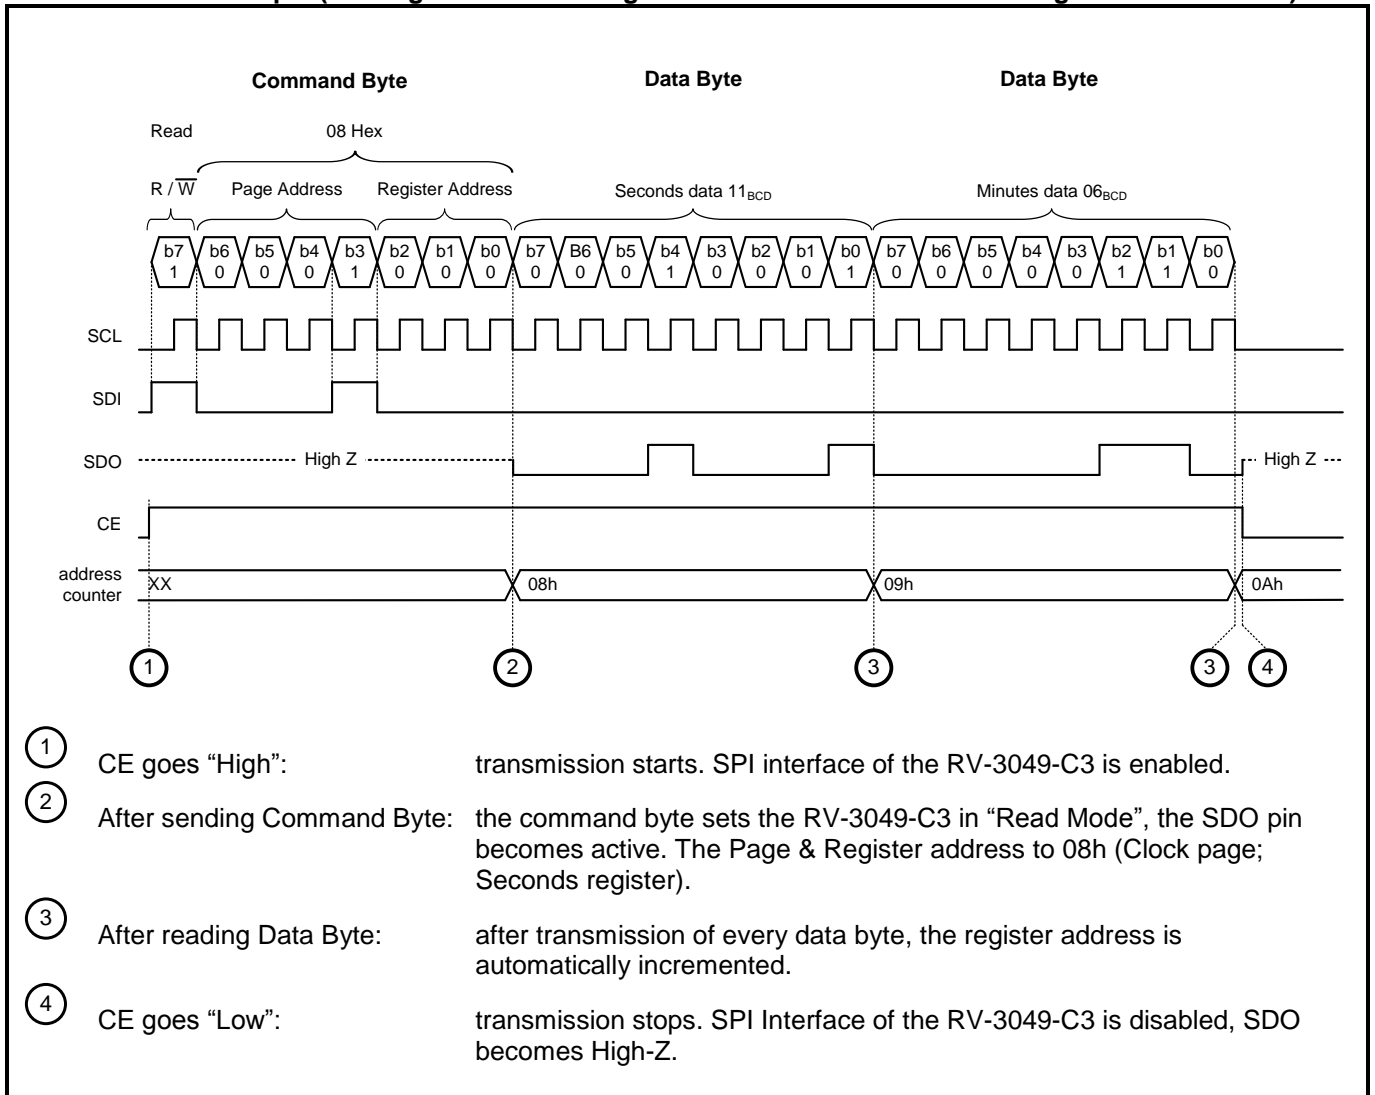 Command Byte Data Byte Data Byte
Read 08 Hex
R / W Page Address Register Address Seconds data 11BCD Minutes data 06BCD
b7 b6 b5 b4 b3 b2 b1 b0 b7 B6 b5 b4 b3 b2 b1 b0 b7 b6 b5 b4 b3 b2 b1 b0
1 0 0 0 1 0 0 0 0 0 0 1 0 0 0 1 0 0 0 0 0 1 1 0
SCL
SDI
SDO High Z High Z
CE
address
counter
XX 08h 09h 0Ah
1 2 3 3 4
1
CE goes “High”: transmission starts. SPI interface of the RV-3049-C3 is enabled.
2
After sending Command Byte: the command byte sets the RV-3049-C3 in “Read Mode”, the SDO pin
becomes active. The Page & Register address to 08h (Clock page;
Seconds register).
3
After reading Data Byte: after transmission of every data byte, the register address is
automatically incremented.
4
CE goes “Low”: transmission stops. SPI Interface of the RV-3049-C3 is disabled, SDO
becomes High-Z.